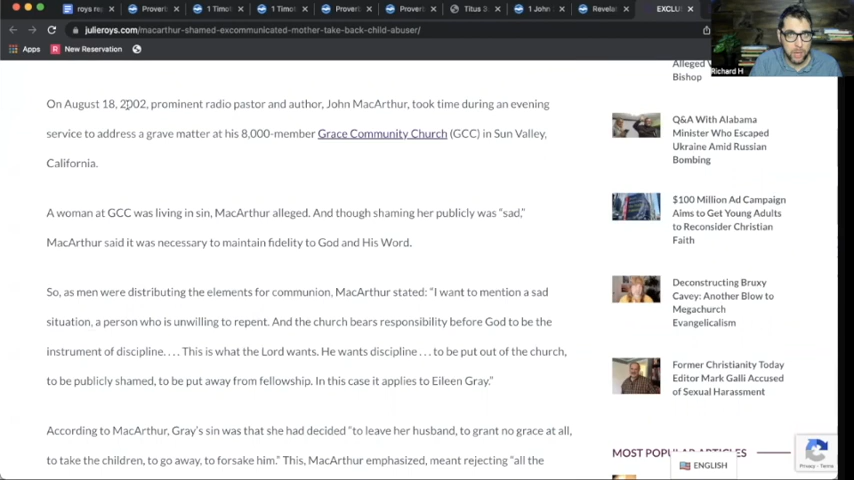 roys rep
Proverb
1 Timot
1 Timot
Proverb
Proverb
Titus 3:
1 John
Revelat
EXCLU
julieroys.com/macarthur-shamed-excommunicated-mother-take-back-child-abuser/
Apps
New Reservation
Richard H
On August 18, 2002, prominent radio pastor and author, John MacArthur, took time during an evening
service to address a grave matter at his 8,000-member Grace Community Church (GCC) in Sun Valley,
California.
A woman at GCC was living in sin, MacArthur alleged. And though shaming her publicly was “sad,”
MacArthur said it was necessary to maintain fidelity to God and His Word.
So, as men were distributing the elements for communion, MacArthur stated: “I want to mention a sad
situation, a person who is unwilling to repent. And the church bears responsibility before God to be the
instrument of discipline. . . . This is what the Lord wants. He wants discipline . . . to be put out of the church,
to be publicly shamed, to be put away from fellowship. In this case it applies to Eileen Gray.”
According to MacArthur, Gray’s sin was that she had decided “to leave her husband, to grant no grace at all,
to take the children, to go away, to forsake him.” This, MacArthur emphasized, meant rejecting “all the
Alleged V
Bishop
Q&A With Alabama
Minister Who Escaped
Ukraine Amid Russian
Bombing
$100 Million Ad Campaign
Aims to Get Young Adults
to Reconsider Christian
Faith
Deconstructing Bruxy
Cavey: Another Blow to
Megachurch
Evangelicalism
Former Christianity Today
Editor Mark Galli Accused
of Sexual Harassment
MOST POPULAR ARTICLES
ENGLISH
Privacy - Terms